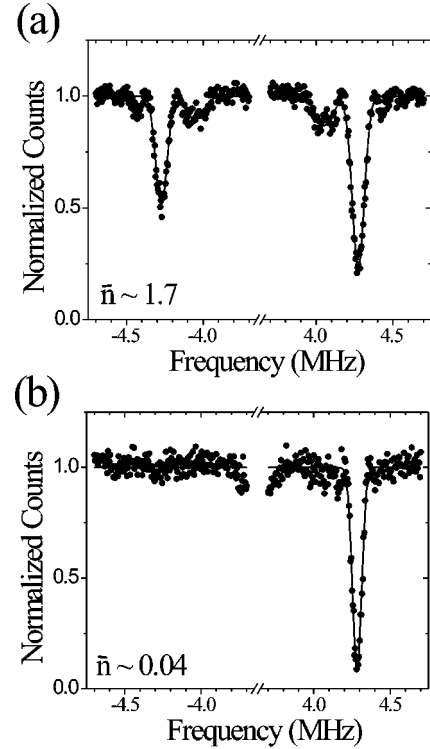 (a)
Normalized Counts
1.0
0.5
0.0
n̄ ~ 1.7
-4.5 -4.0 4.0 4.5
Frequency (MHz)
(b)
Normalized Counts
1.0
0.5
0.0
n̄ ~ 0.04
-4.5 -4.0 4.0 4.5
Frequency (MHz)